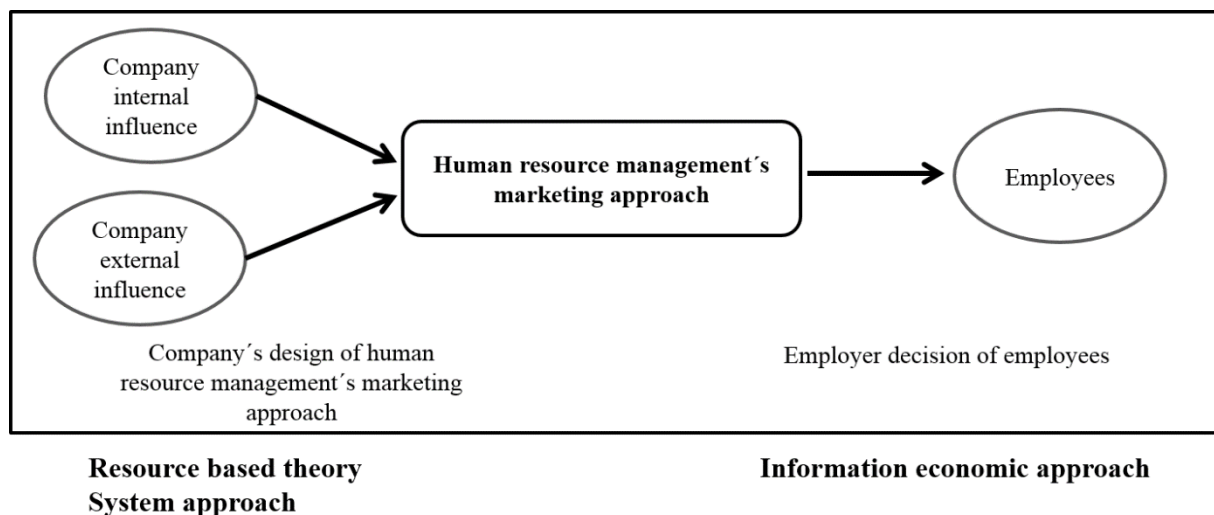 Company
internal
influence
Human resource management´s
marketing approach
Employees
Company
external
influence
Company´s design of human
resource management´s marketing
approach
Employer decision of employees
Resource based theory
System approach
Information economic approach